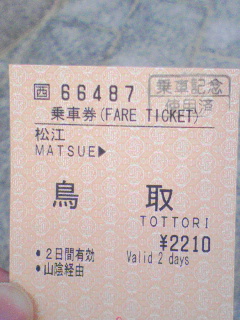 西 66487
乗車記念
使用済
乗車券(FARE TICKET)
松江
MATSUE▶
鳥 取
TOTTORI
¥2210
・2日間有効 Valid 2 days
・山陰経由